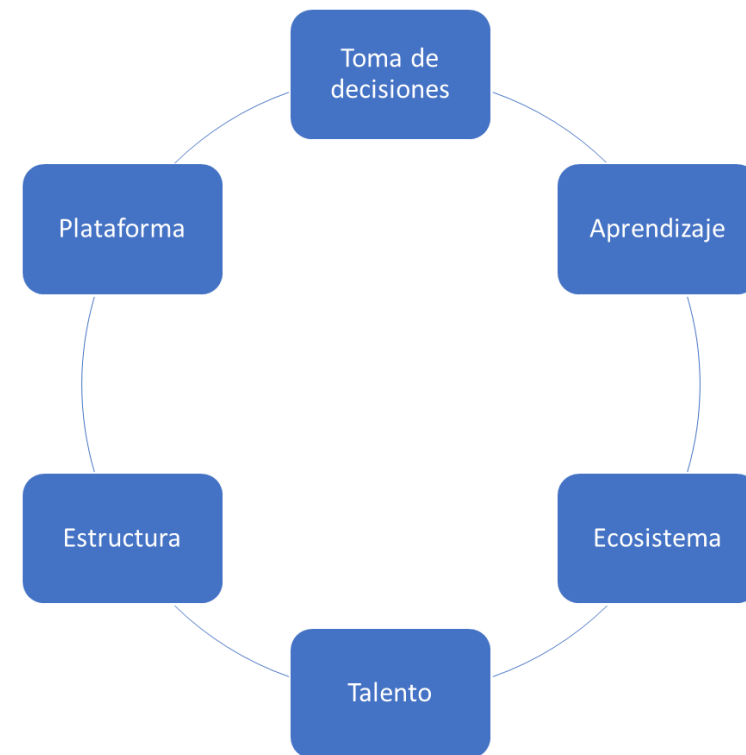 Toma de
decisiones
Aprendizaje
Ecosistema
Talento
Estructura
Plataforma